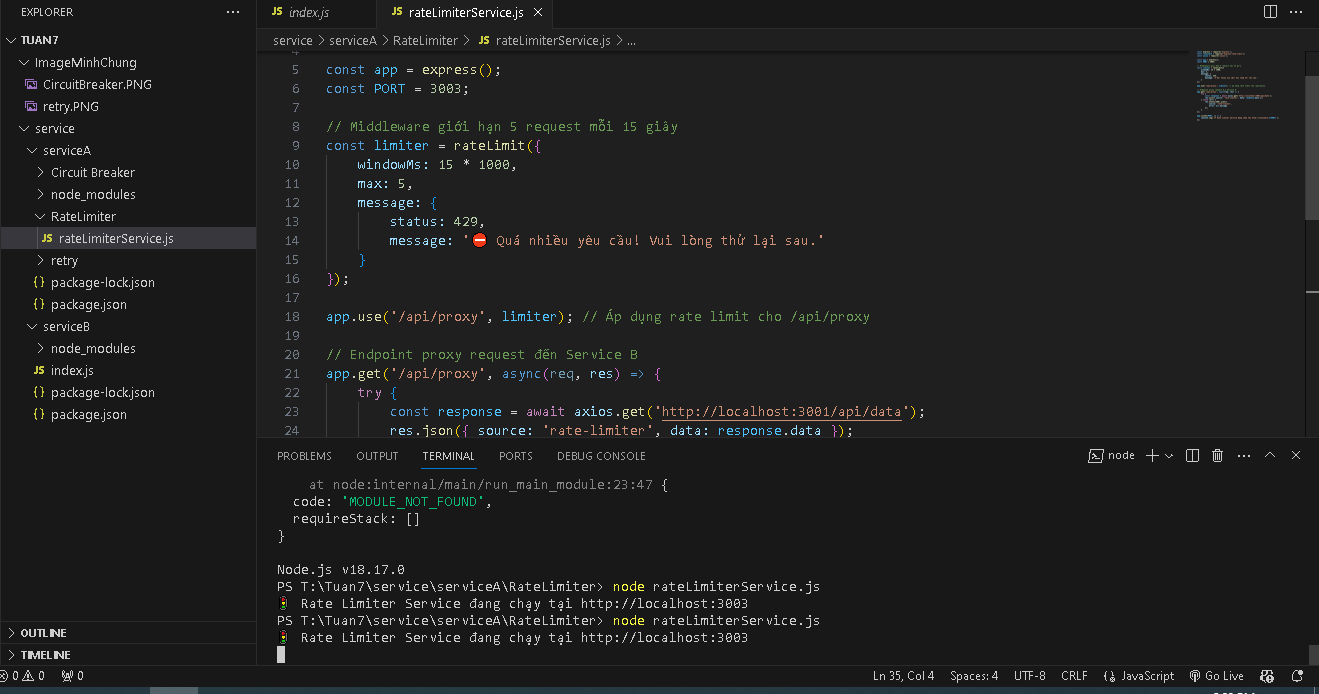 EXPLORER
TUAN7
ImageMinhChung
CircuitBreaker.PNG
retry.PNG
service
serviceA
Circuit Breaker
node_modules
RateLimiter
JS rateLimiterService.js
retry
{} package-lock.json
{} package.json
serviceB
node_modules
JS index.js
{} package-lock.json
{} package.json
OUTLINE
TIMELINE
JS index.js
JS rateLimiterService.js
service > serviceA > RateLimiter > JS rateLimiterService.js > ...
4
5 const app = express();
6 const PORT = 3003;
7
8 // Middleware giới hạn 5 request mỗi 15 giây
9 const limiter = rateLimit({
10 windowMs: 15 * 1000,
11 max: 5,
12 message: {
13 status: 429,
14 message: '⛔ Quá nhiều yêu cầu! Vui lòng thử lại sau.'
15 }
16 });
17
18 app.use('/api/proxy', limiter); // Áp dụng rate limit cho /api/proxy
19
20 // Endpoint proxy request đến Service B
21 app.get('/api/proxy', async(req, res) => {
22 try {
23 const response = await axios.get('http://localhost:3001/api/data');
24 res.json({ source: 'rate-limiter', data: response.data });
PROBLEMS OUTPUT TERMINAL PORTS DEBUG CONSOLE
node
at node:internal/main/run_main_module:23:47 {
code: 'MODULE_NOT_FOUND',
requireStack: []
}
Node.js v18.17.0
PS T:\Tuan7\service\serviceA\RateLimiter> node rateLimiterService.js
🚦 Rate Limiter Service đang chạy tại http://localhost:3003
PS T:\Tuan7\service\serviceA\RateLimiter> node rateLimiterService.js
🚦 Rate Limiter Service đang chạy tại http://localhost:3003
0 0 0 Ln 35, Col 4 Spaces: 4 UTF-8 CRLF {} JavaScript Go Live